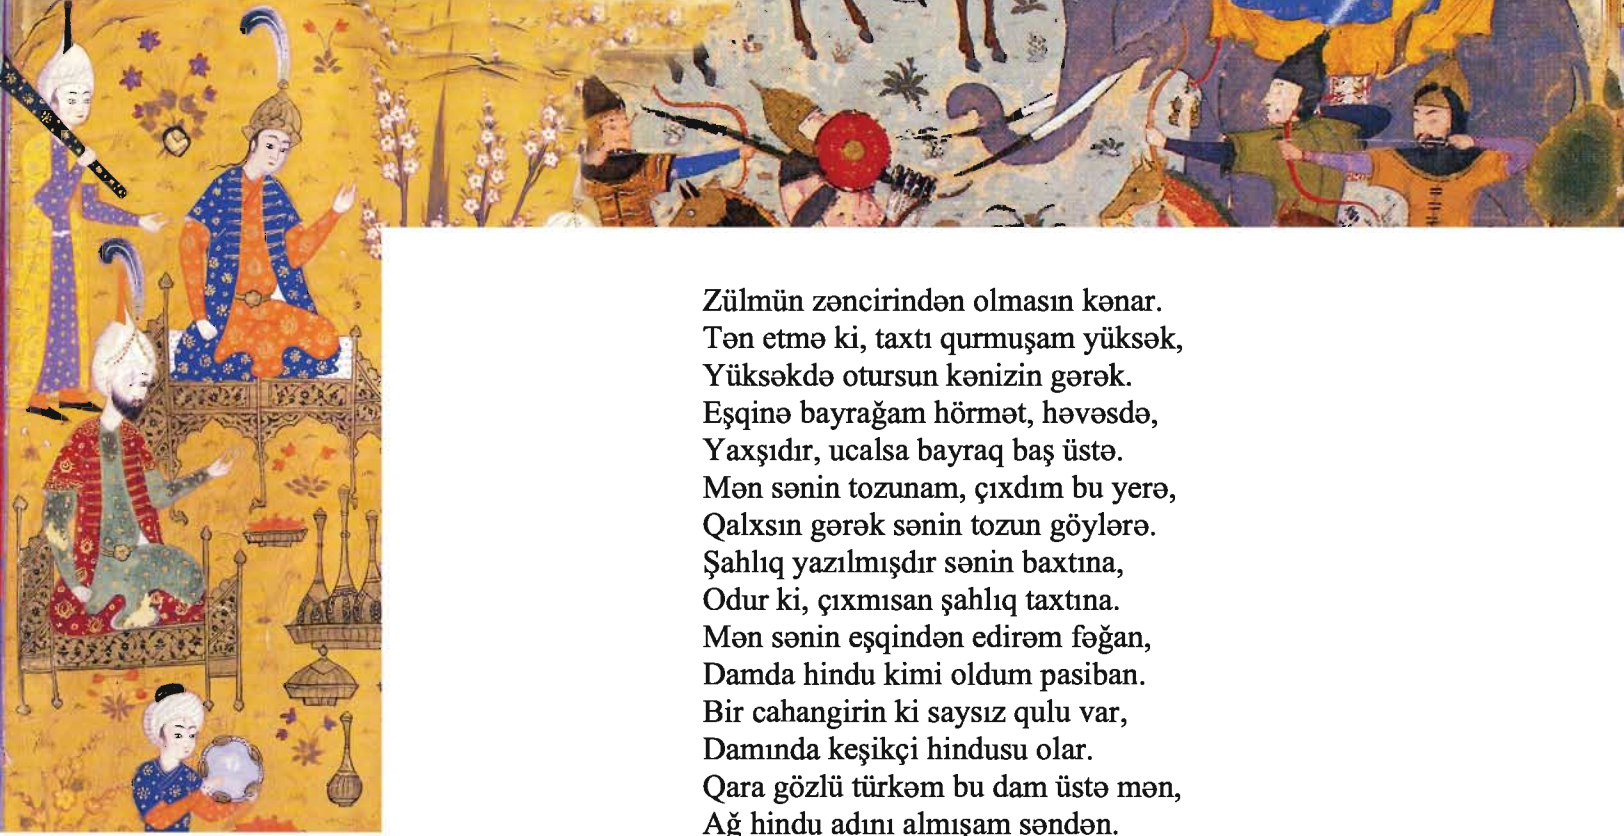 Zülmün zəncirindən olmasın kənar.
Tən etmə ki, taxtı qurmuşam yüksək,
Yüksəkdə otursun kənizin gərək.
Eşqinə bayrağam hörmət, həvəsdə,
Yaxşıdır, ucalsa bayraq baş üstə.
Mən sənin tozunam, çıxdım bu yerə,
Qalxsın gərək sənin tozun göylərə.
Şahlıq yazılmışdır sənin baxtına,
Odur ki, çıxmısan şahlıq taxtına.
Mən sənin eşqindən edirəm fəğan,
Damda hindu kimi oldum pasiban.
Bir cahangirin ki saysız qulu var,
Damında keşikçi hindusu olar.
Qara gözlü türkəm bu dam üstə mən,
Ağ hindu adını almışam səndən.